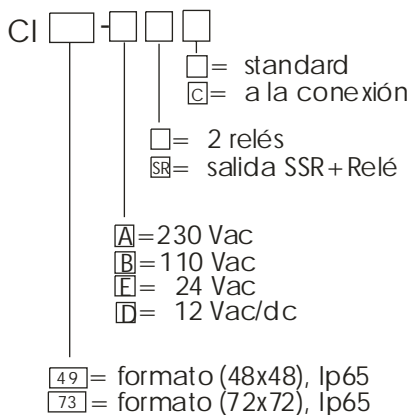 CI -
= standard
C = a la conexión
= 2 relés
SR = salida SSR+Relé
A =230 Vac
B =110 Vac
E = 24 Vac
D = 12 Vac/dc
49 = formato (48x48), Ip65
73 = formato (72x72), Ip65